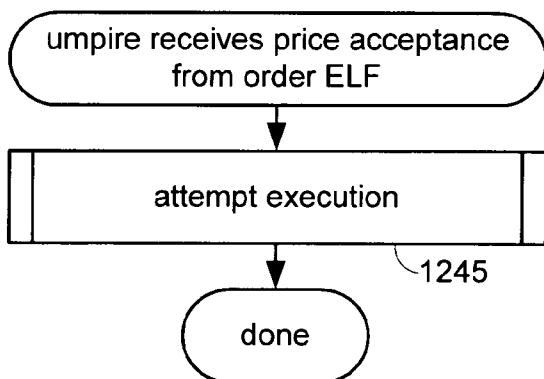 umpire receives price acceptance
from order ELF
attempt execution
1245
done